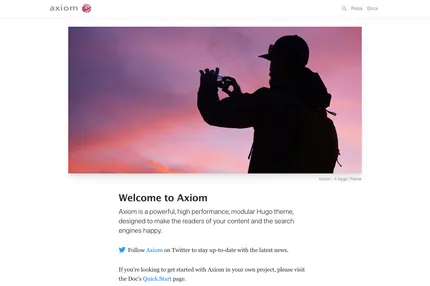 axiom
Posts Docs
Axiom - A Hugo Theme
Welcome to Axiom
Axiom is a powerful, high performance, modular Hugo theme,
designed to make the readers of your content and the search
engines happy.
Follow Axiom on Twitter to stay up-to-date with the latest news.
If you're looking to get started with Axiom in your own project, please visit
the Doc's Quick Start page.